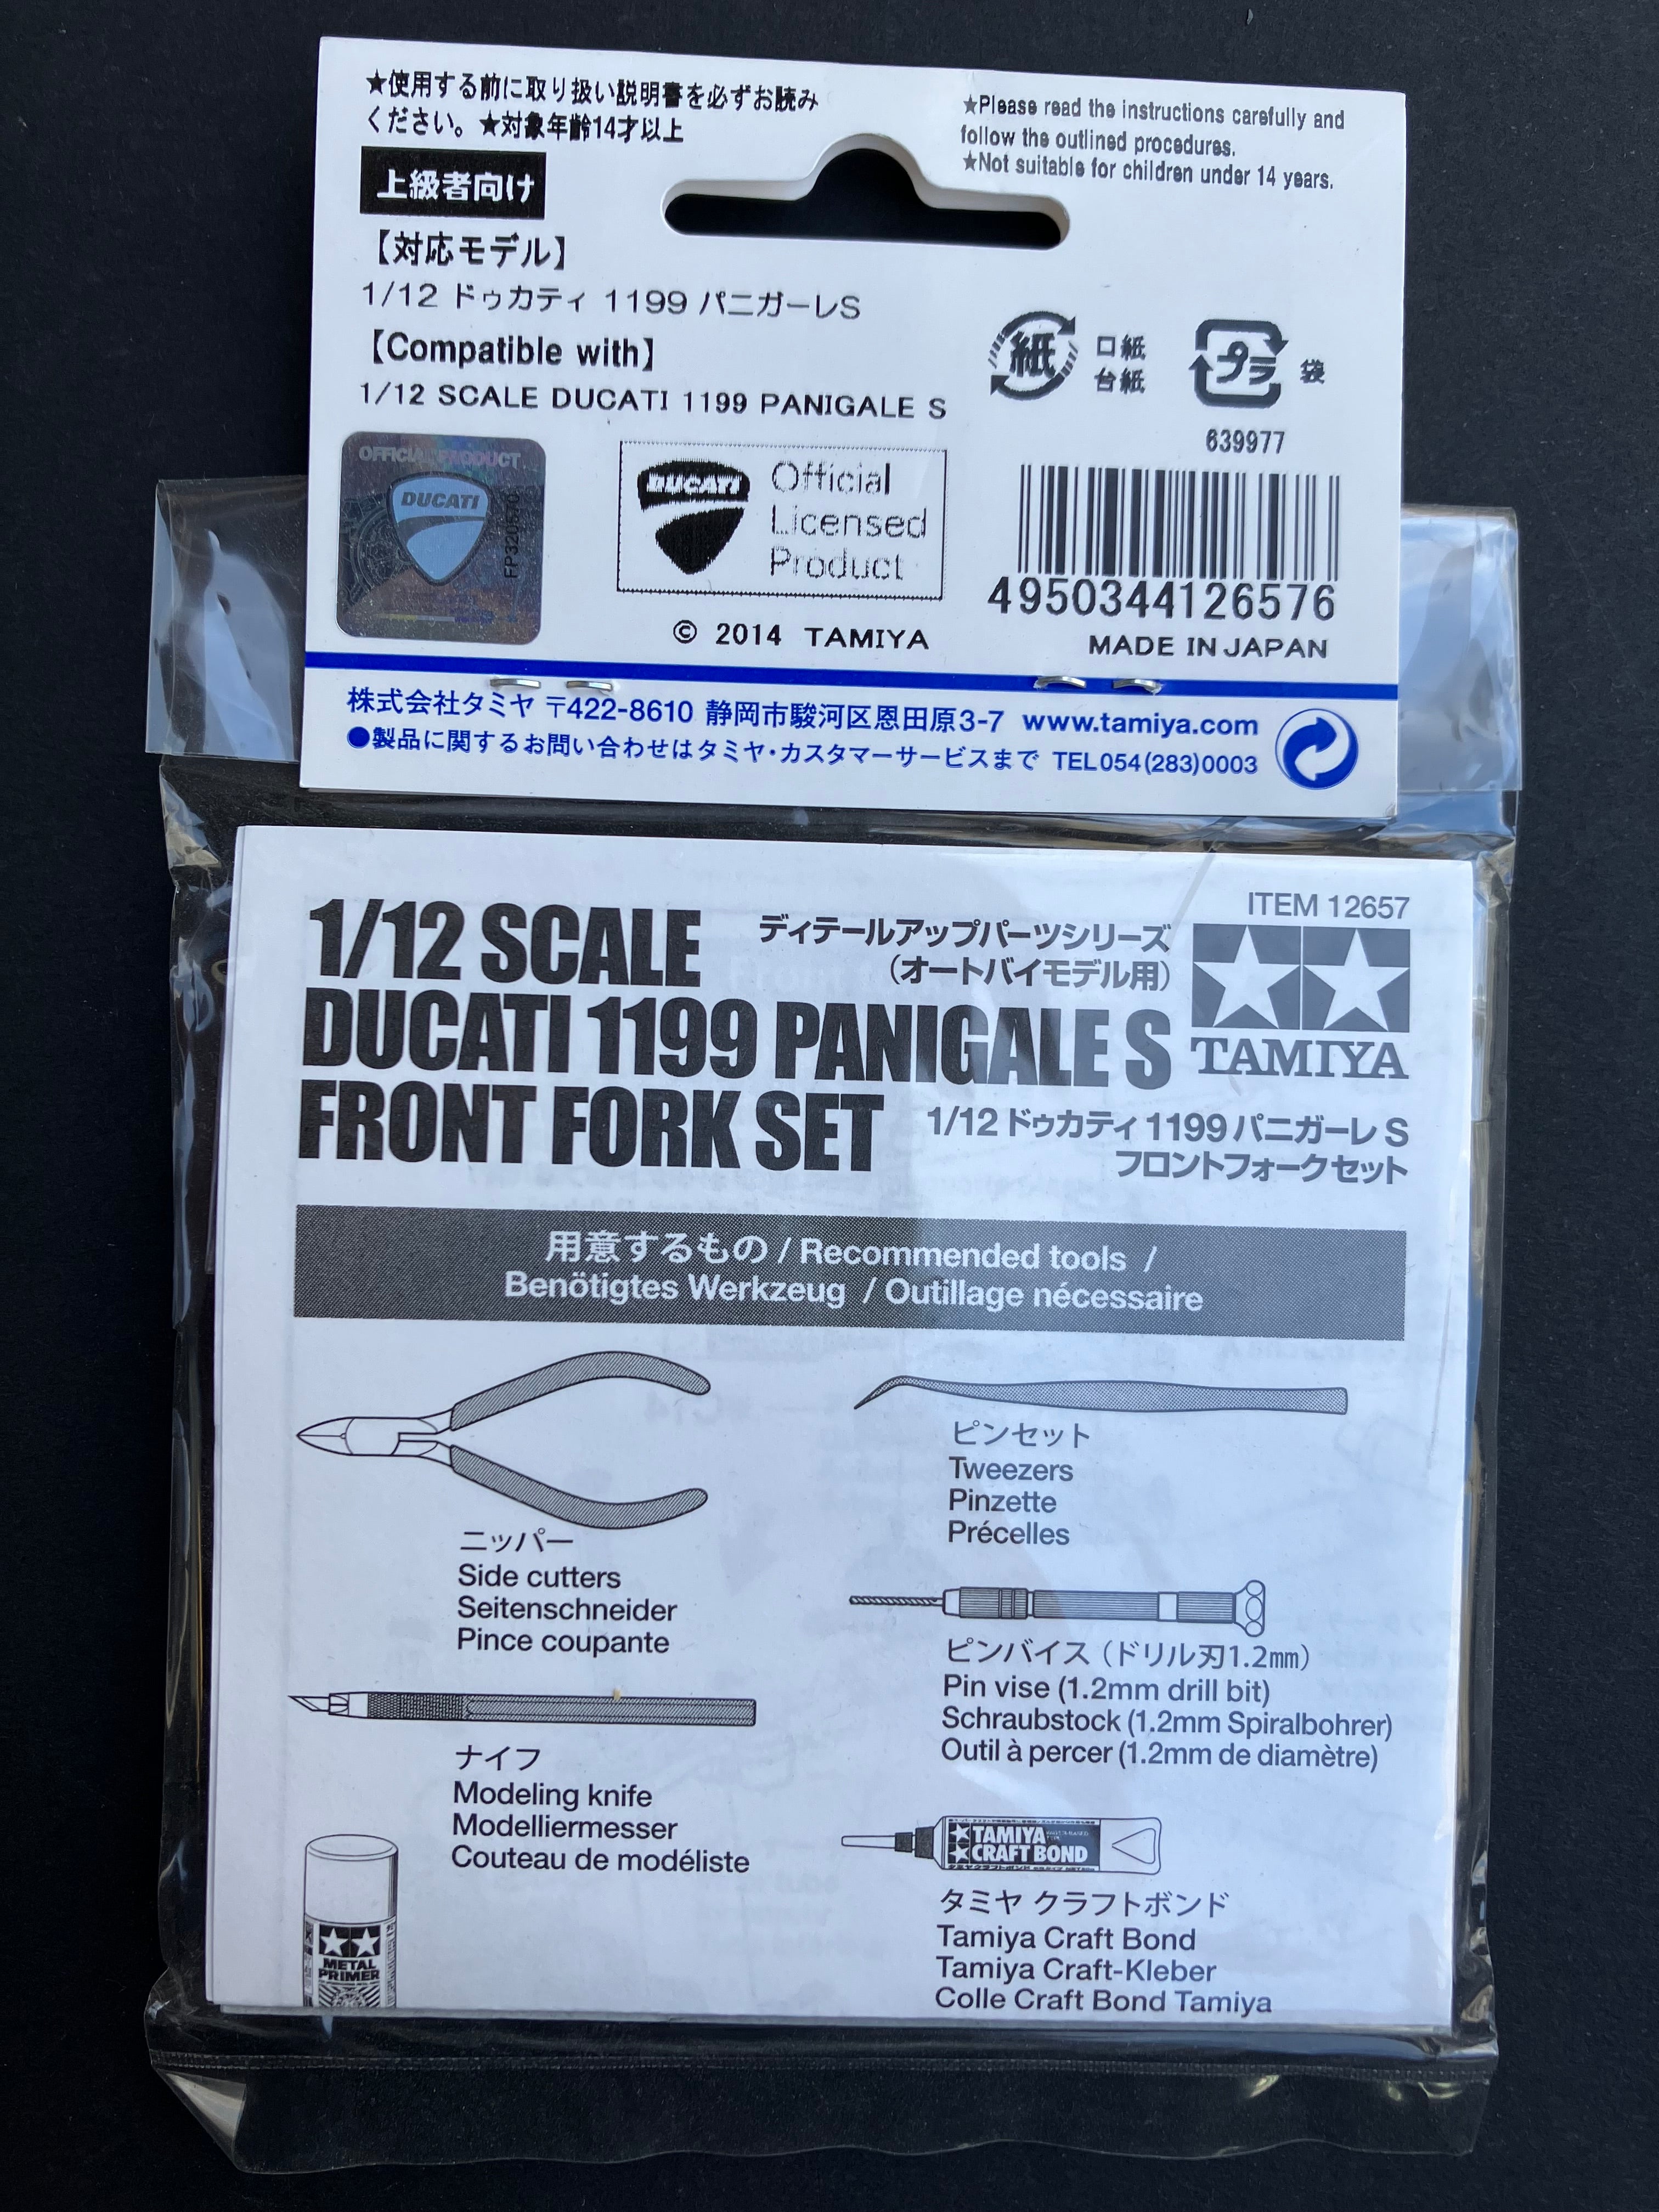 ★使用する前に取り扱い説明書を必ずお読み
ください。★対象年齢14才以上
★Please read the instructions carefully and
follow the outlined procedures.
★Not suitable for children under 14 years.
上級者向け
【対応モデル】
1/12 ドゥカティ 1199 パニガーレS
【Compatible with】
1/12 SCALE DUCATI 1199 PANIGALE S
紙
口紙
台紙
プラ
袋
639977
OFFICIAL PRODUCT
DUCATI
DUCATI
Official
Licensed
Product
4950344126576
© 2014 TAMIYA
MADE IN JAPAN
株式会社タミヤ 〒422-8610 静岡市駿河区恩田原3-7 www.tamiya.com
●製品に関するお問い合わせはタミヤ・カスタマーサービスまで TEL054(283)0003
ITEM 12657
1/12 SCALE
DUCATI 1199 PANIGALE S
FRONT FORK SET
ディテールアップパーツシリーズ
（オートバイモデル用）
TAMIYA
1/12 ドゥカティ 1199 パニガーレ S
フロントフォークセット
用意するもの / Recommended tools /
Benötigtes Werkzeug / Outillage nécessaire
ニッパー
Side cutters
Seitenschneider
Pince coupante
ピンセット
Tweezers
Pinzette
Précelles
ナイフ
Modeling knife
Modelliermesser
Couteau de modéliste
ピンバイス（ドリル刃1.2mm）
Pin vise (1.2mm drill bit)
Schraubstock (1.2mm Spiralbohrer)
Outil à percer (1.2mm de diamètre)
METAL
PRIMER
TAMIYA
CRAFT BOND
タミヤ クラフトボンド
Tamiya Craft Bond
Tamiya Craft-Kleber
Colle Craft Bond Tamiya